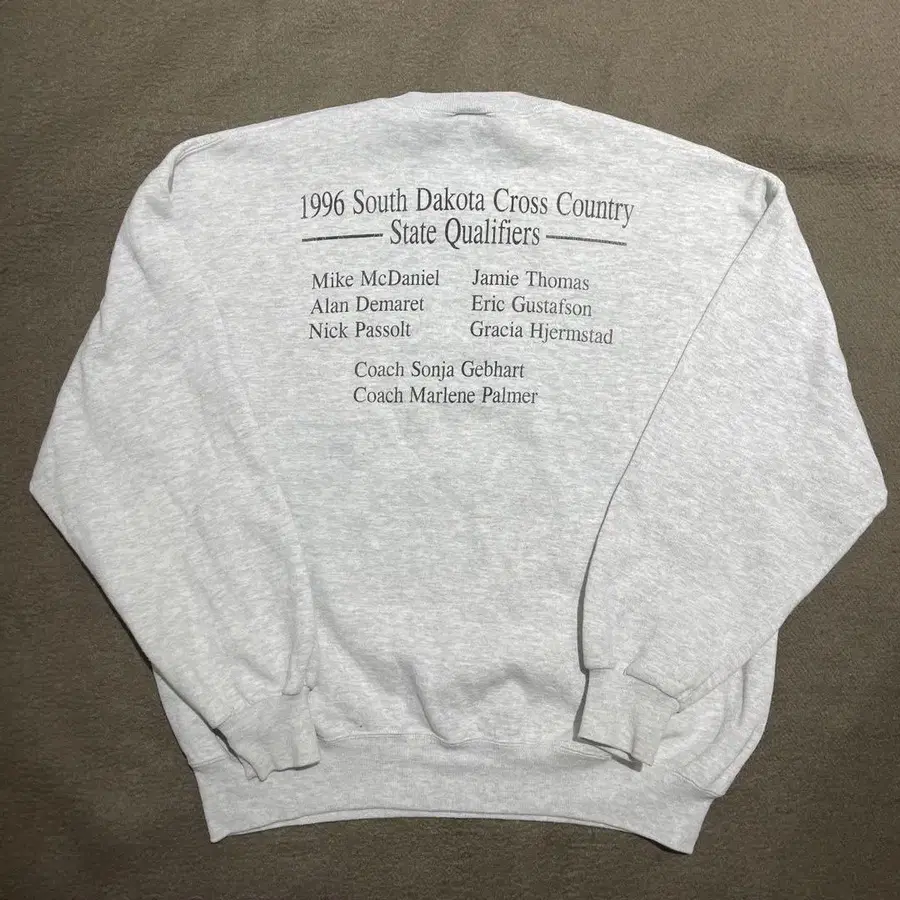 1996 South Dakota Cross Country
State Qualifiers
Mike McDaniel Jamie Thomas
Alan Demaret Eric Gustafson
Nick Passolt Gracia Hjermstad
Coach Sonja Gebhart
Coach Marlene Palmer